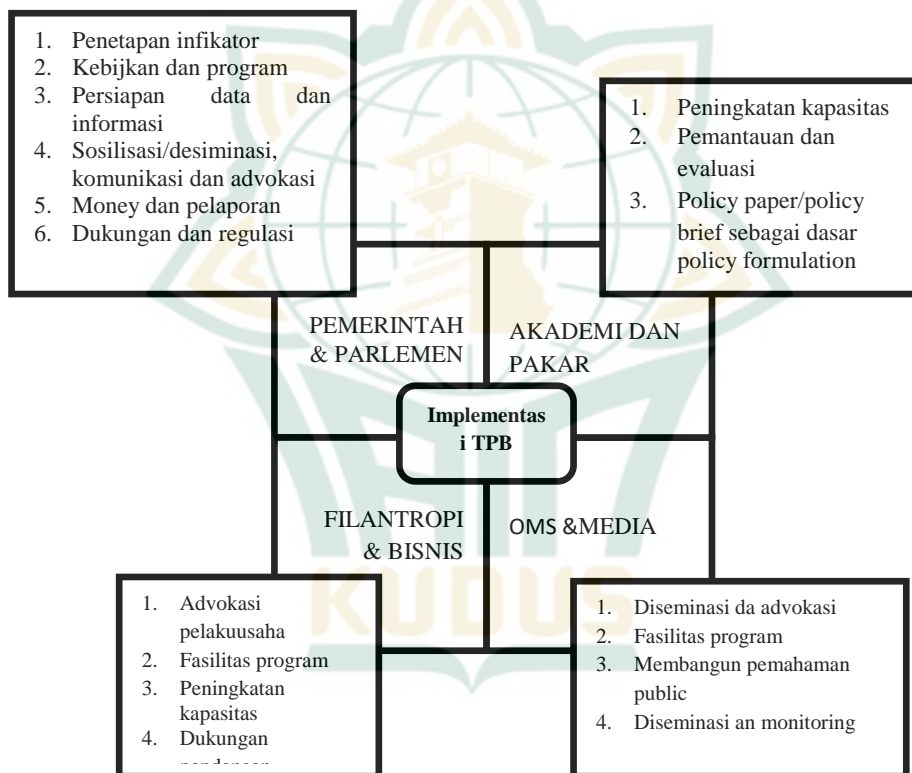 1. Penetapan infikator
2. Kebijkan dan program
3. Persiapan data dan
informasi
4. Sosilisasi/desiminasi,
komunikasi dan advokasi
5. Money dan pelaporan
6. Dukungan dan regulasi
1. Peningkatan kapasitas
2. Pemantauan dan
evaluasi
3. Policy paper/policy
brief sebagai dasar
policy formulation
PEMERINTAH
& PARLEMEN
AKADEMI DAN
PAKAR
Implementas
i TPB
FILANTROPI
& BISNIS
OMS &MEDIA
1. Advokasi
pelakuusaha
2. Fasilitas program
3. Peningkatan
kapasitas
4. Dukungan
1. Diseminasi da advokasi
2. Fasilitas program
3. Membangun pemahaman
public
4. Diseminasi an monitoring
KUDUS